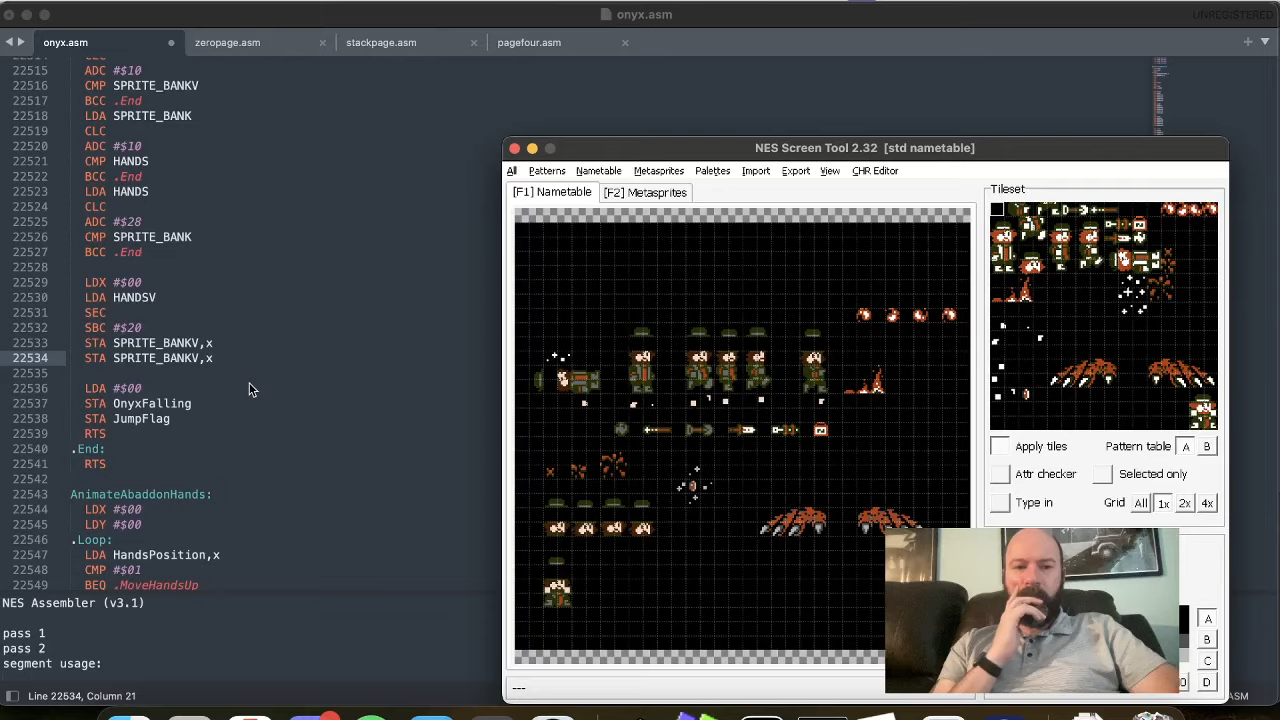 onyx.asm
UNREGISTERED
onyx.asm
zeropage.asm
stackpage.asm
pagefour.asm
22515 ADC #$10
22516 CMP SPRITE_BANKV
22517 BCC .End
22518 LDA SPRITE_BANK
22519 CLC
22520 ADC #$10
22521 CMP HANDS
22522 BCC .End
22523 LDA HANDS
22524 CLC
22525 ADC #$28
22526 CMP SPRITE_BANK
22527 BCC .End
22528
22529 LDX #$00
22530 LDA HANDSV
22531 SEC
22532 SBC #$20
22533 STA SPRITE_BANKV,x
22534 STA SPRITE_BANKV,x
22535
22536 LDA #$00
22537 STA OnyxFalling
22538 STA JumpFlag
22539 RTS
22540 .End:
22541 RTS
22542
22543 AnimateAbaddonHands:
22544 LDX #$00
22545 LDY #$00
22546 .Loop:
22547 LDA HandsPosition,x
22548 CMP #$01
22549 BEQ .MoveHandsUp
NES Assembler (v3.1)
pass 1
pass 2
segment usage:
Line 22534, Column 21
ASM
NES Screen Tool 2.32 [std nametable]
All Patterns Nametable Metasprites Palettes Import Export View CHR Editor
[F1] Nametable [F2] Metasprites
Tileset
Apply tiles Pattern table A B
Attr checker Selected only
Type in Grid All 1x 2x 4x
A
B
C
D
---